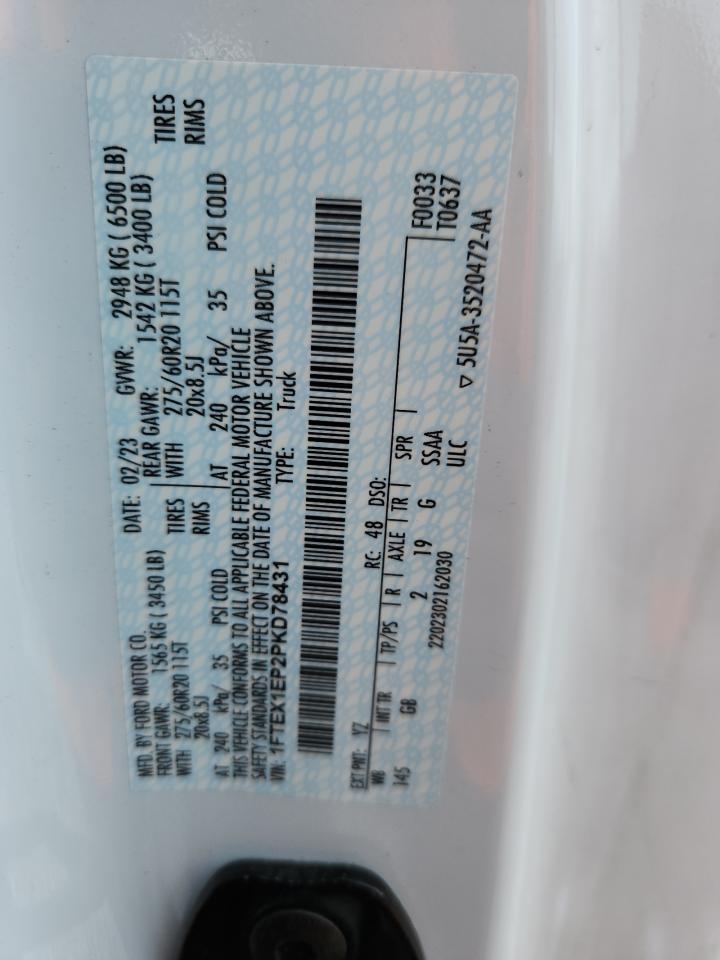 MFD. BY FORD MOTOR CO.
DATE: 02/23 GVWR: 2948 KG ( 6500 LB)
FRONT GAWR: 1565 KG ( 3450 LB)
REAR GAWR: 1542 KG ( 3400 LB)
WITH 275/60R20 115T TIRES
WITH 275/60R20 115T TIRES
20x8.5J RIMS
20x8.5J RIMS
AT 240 kPa/ 35 PSI COLD
AT 240 kPa/ 35 PSI COLD
THIS VEHICLE CONFORMS TO ALL APPLICABLE FEDERAL MOTOR VEHICLE
SAFETY STANDARDS IN EFFECT ON THE DATE OF MANUFACTURE SHOWN ABOVE.
VIN: 1FTEX1EP2PKD78431 TYPE: Truck
EXT PNT: YZ RC: 48 DSO:
WB INT TR TP/PS R AXLE TR SPR F0033
145 GB 2 19 G SSAA T0637
2202302162030 ULC
▽ 5U5A-3520472-AA